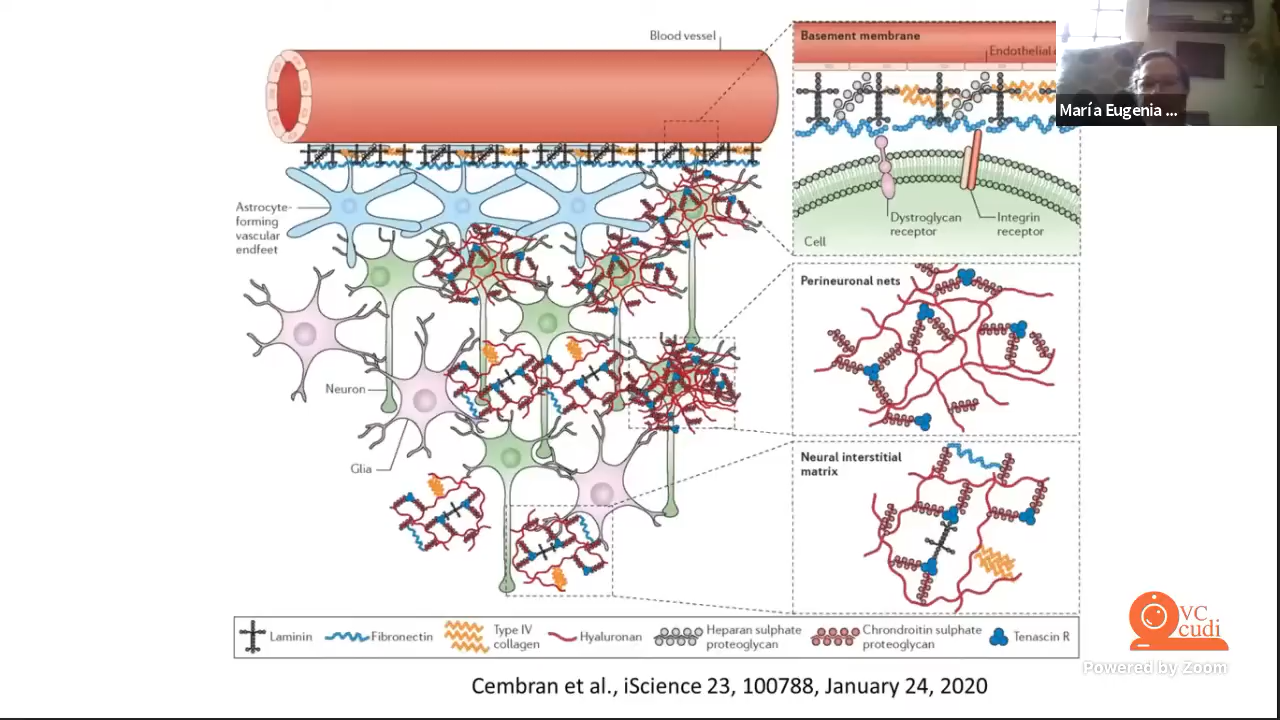 Blood vessel
Astrocyte-
forming
vascular
endfeet
Neuron
Glia
Basement membrane
Endothelial
Dystroglycan
receptor
Integrin
receptor
Cell
Perineuronal nets
Neural interstitial
matrix
Laminin
Fibronectin
Type IV
collagen
Hyaluronan
Heparan sulphate
proteoglycan
Chrondroitin sulphate
proteoglycan
Tenascin R
Cembran et al., iScience 23, 100788, January 24, 2020
María Eugenia ...
VC
cudi
Powered by Zoom